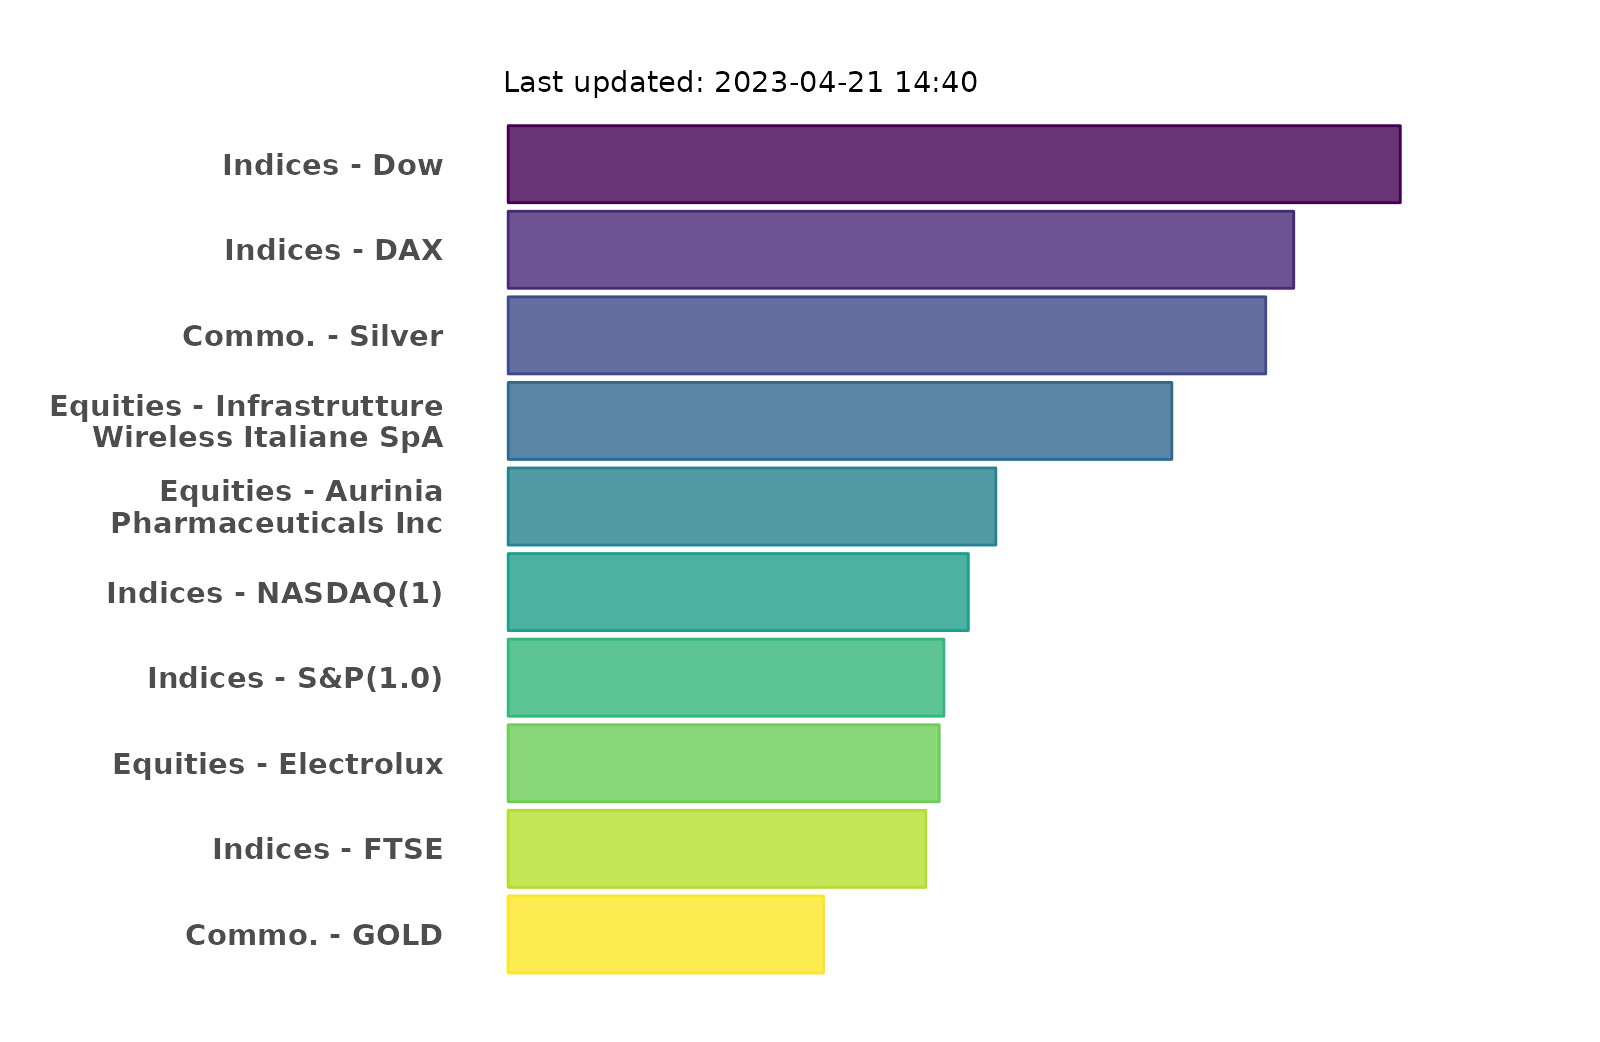 Last updated: 2023-04-21 14:40
Indices - Dow
Indices - DAX
Commo. - Silver
Equities - Infrastrutture
Wireless Italiane SpA
Equities - Aurinia
Pharmaceuticals Inc
Indices - NASDAQ(1)
Indices - S&P(1.0)
Equities - Electrolux
Indices - FTSE
Commo. - GOLD